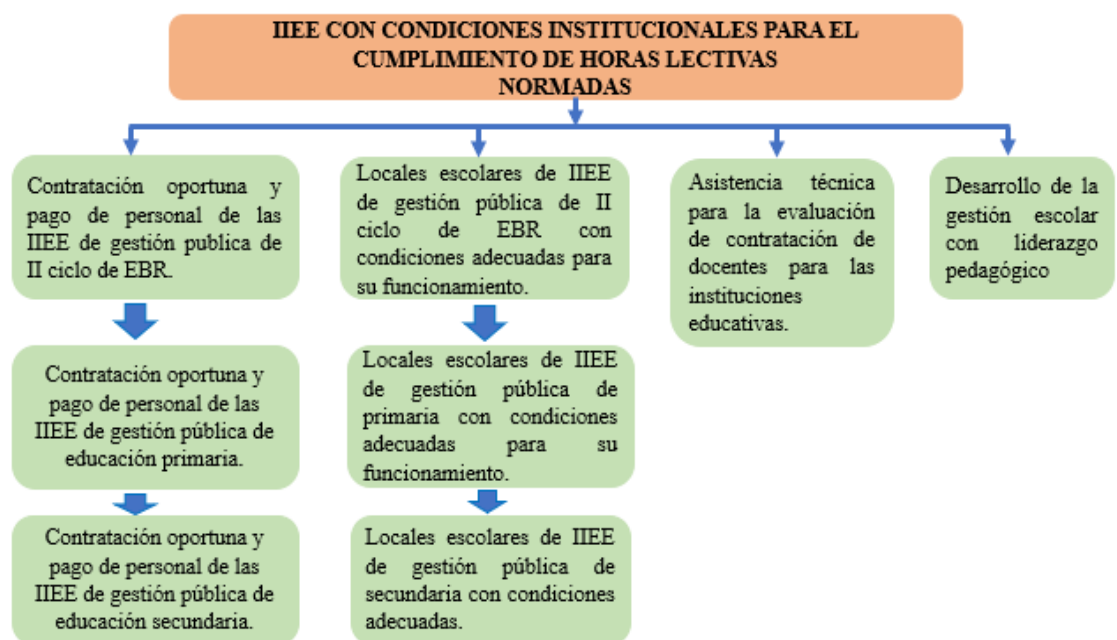 IIEE CON CONDICIONES INSTITUCIONALES PARA EL
CUMPLIMIENTO DE HORAS LECTIVAS
NORMADAS
Contratación oportuna y
pago de personal de las
IIEE de gestión publica de
II ciclo de EBR.
Locales escolares de IIEE
de gestión pública de II
ciclo de EBR con
condiciones adecuadas para
su funcionamiento.
Asistencia técnica
para la evaluación
de contratación de
docentes para las
instituciones
educativas.
Desarrollo de la
gestión escolar
con liderazgo
pedagógico
Contratación oportuna y
pago de personal de las
IIEE de gestión pública de
educación primaria.
Locales escolares de IIEE
de gestión pública de
primaria con condiciones
adecuadas para su
funcionamiento.
Contratación oportuna y
pago de personal de las
IIEE de gestión pública de
educación secundaria.
Locales escolares de IIEE
de gestión pública de
secundaria con condiciones
adecuadas.